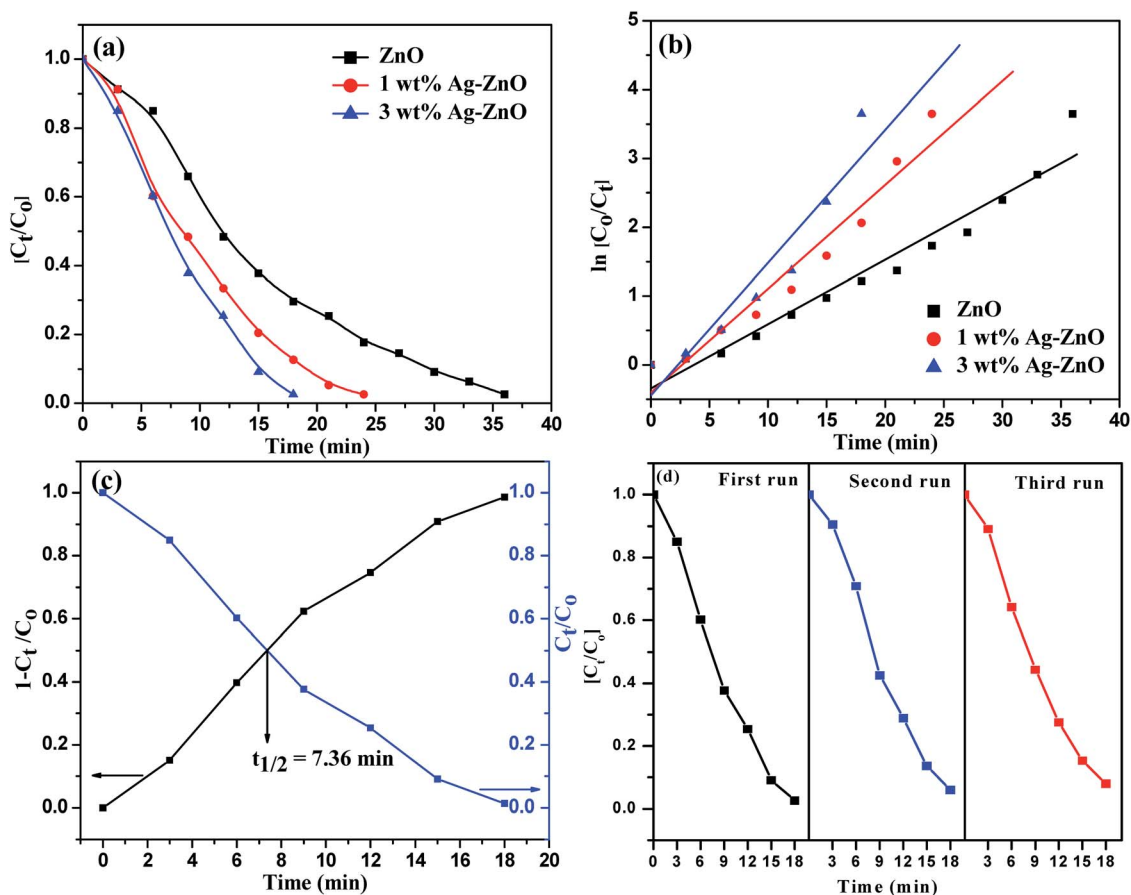 (a)
ZnO
1 wt% Ag-ZnO
3 wt% Ag-ZnO
[Ct/Co]
1.0
0.8
0.6
0.4
0.2
0.0
0 5 10 15 20 25 30 35 40
Time (min)
(b)
ln [Co/Ct]
5
4
3
2
1
0
ZnO
1 wt% Ag-ZnO
3 wt% Ag-ZnO
0 5 10 15 20 25 30 35 40
Time (min)
(c)
1-Ct/Co
1.0
0.8
0.6
0.4
0.2
0.0
t1/2 = 7.36 min
1.0
0.8
0.6
0.4
0.2
0.0
Ct/Co
0 2 4 6 8 10 12 14 16 18 20
Time (min)
(d) First run Second run Third run
[Ct/Co]
1.0
0.8
0.6
0.4
0.2
0.0
0 3 6 9 12 15 18 3 6 9 12 15 18 3 6 9 12 15 18
Time (min)